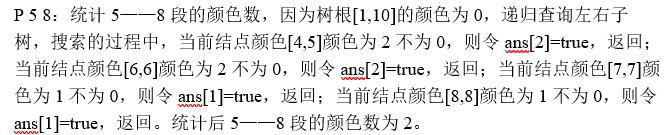 P 5 8：统计 5——8 段的颜色数，因为树根[1,10]的颜色为 0，递归查询左右子
树，搜索的过程中，当前结点颜色[4,5]颜色为 2 不为 0，则令 ans[2]=true，返回；
当前结点颜色[6,6]颜色为 2 不为 0，则令 ans[2]=true，返回；当前结点颜色[7,7]颜
色为 1 不为 0，则令 ans[1]=true，返回；当前结点颜色[8,8]颜色为 1 不为 0，则令
ans[1]=true，返回。统计后 5——8 段的颜色数为 2。